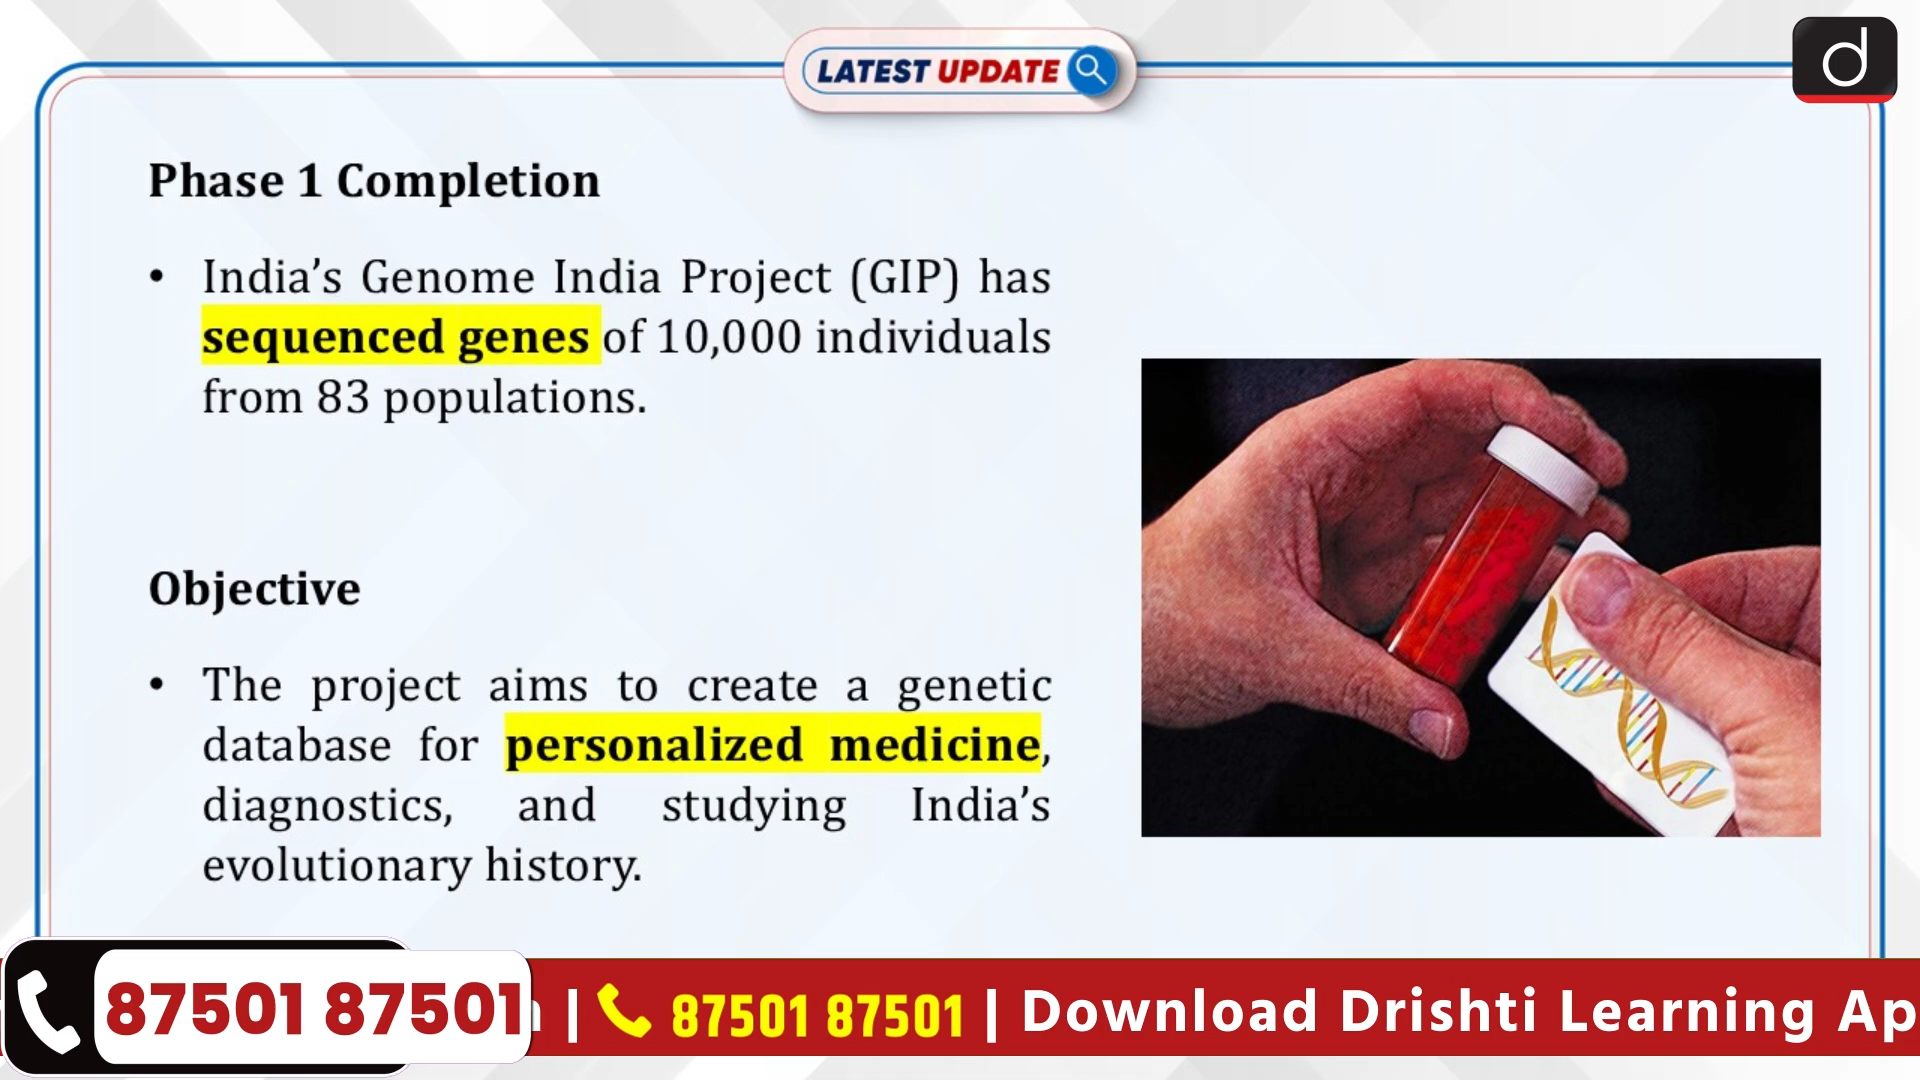 LATEST UPDATE
d
Phase 1 Completion
• India’s Genome India Project (GIP) has
sequenced genes of 10,000 individuals
from 83 populations.
Objective
• The project aims to create a genetic
database for personalized medicine,
diagnostics, and studying India’s
evolutionary history.
87501 87501
| 87501 87501 | Download Drishti Learning Ap